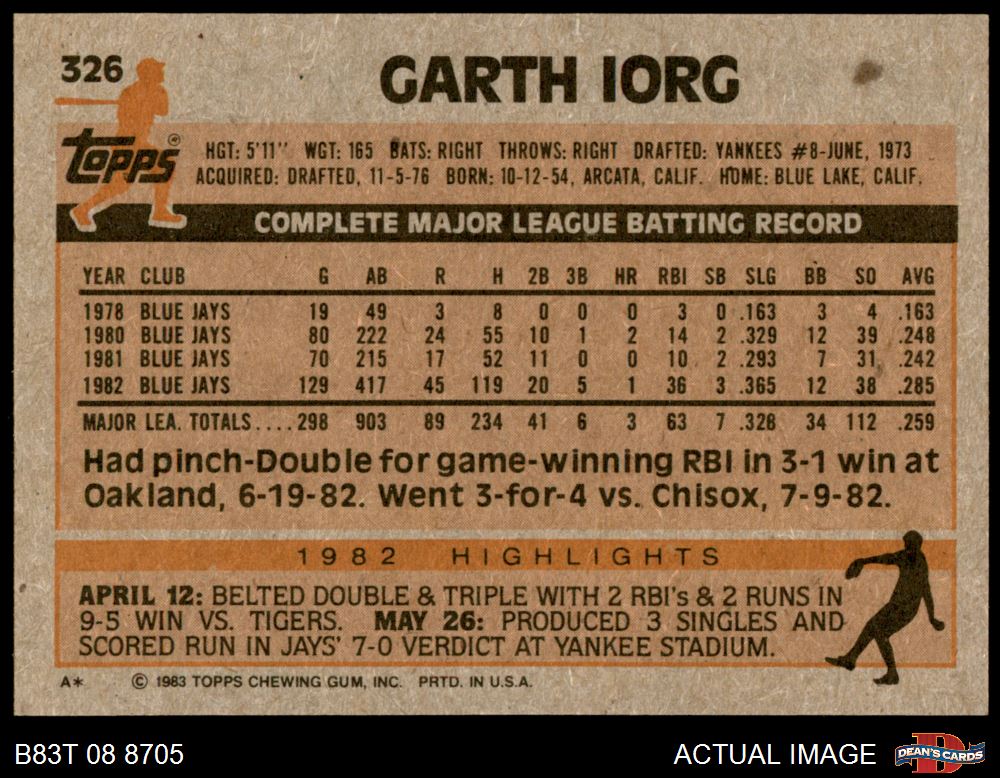 326
GARTH IORG
Topps®
HGT: 5'11" WGT: 165 BATS: RIGHT THROWS: RIGHT DRAFTED: YANKEES #8-JUNE, 1973
ACQUIRED: DRAFTED, 11-5-76 BORN: 10-12-54, ARCATA, CALIF. HOME: BLUE LAKE, CALIF.
COMPLETE MAJOR LEAGUE BATTING RECORD
YEAR CLUB G AB R H 2B 3B HR RBI SB SLG BB SO AVG
1978 BLUE JAYS 19 49 3 8 0 0 0 3 0 .163 3 4 .163
1980 BLUE JAYS 80 222 24 55 10 1 2 14 2 .329 12 39 .248
1981 BLUE JAYS 70 215 17 52 11 0 0 10 2 .293 7 31 .242
1982 BLUE JAYS 129 417 45 119 20 5 1 36 3 .365 12 38 .285
MAJOR LEA. TOTALS.... 298 903 89 234 41 6 3 63 7 .328 34 112 .259
Had pinch-Double for game-winning RBI in 3-1 win at
Oakland, 6-19-82. Went 3-for-4 vs. Chisox, 7-9-82.
1982 HIGHLIGHTS
APRIL 12: BELTED DOUBLE & TRIPLE WITH 2 RBI's & 2 RUNS IN
9-5 WIN VS. TIGERS. MAY 26: PRODUCED 3 SINGLES AND
SCORED RUN IN JAYS' 7-0 VERDICT AT YANKEE STADIUM.
A* © 1983 TOPPS CHEWING GUM, INC. PRTD. IN U.S.A.
B83T 08 8705 ACTUAL IMAGE D DEAN'S CARDS